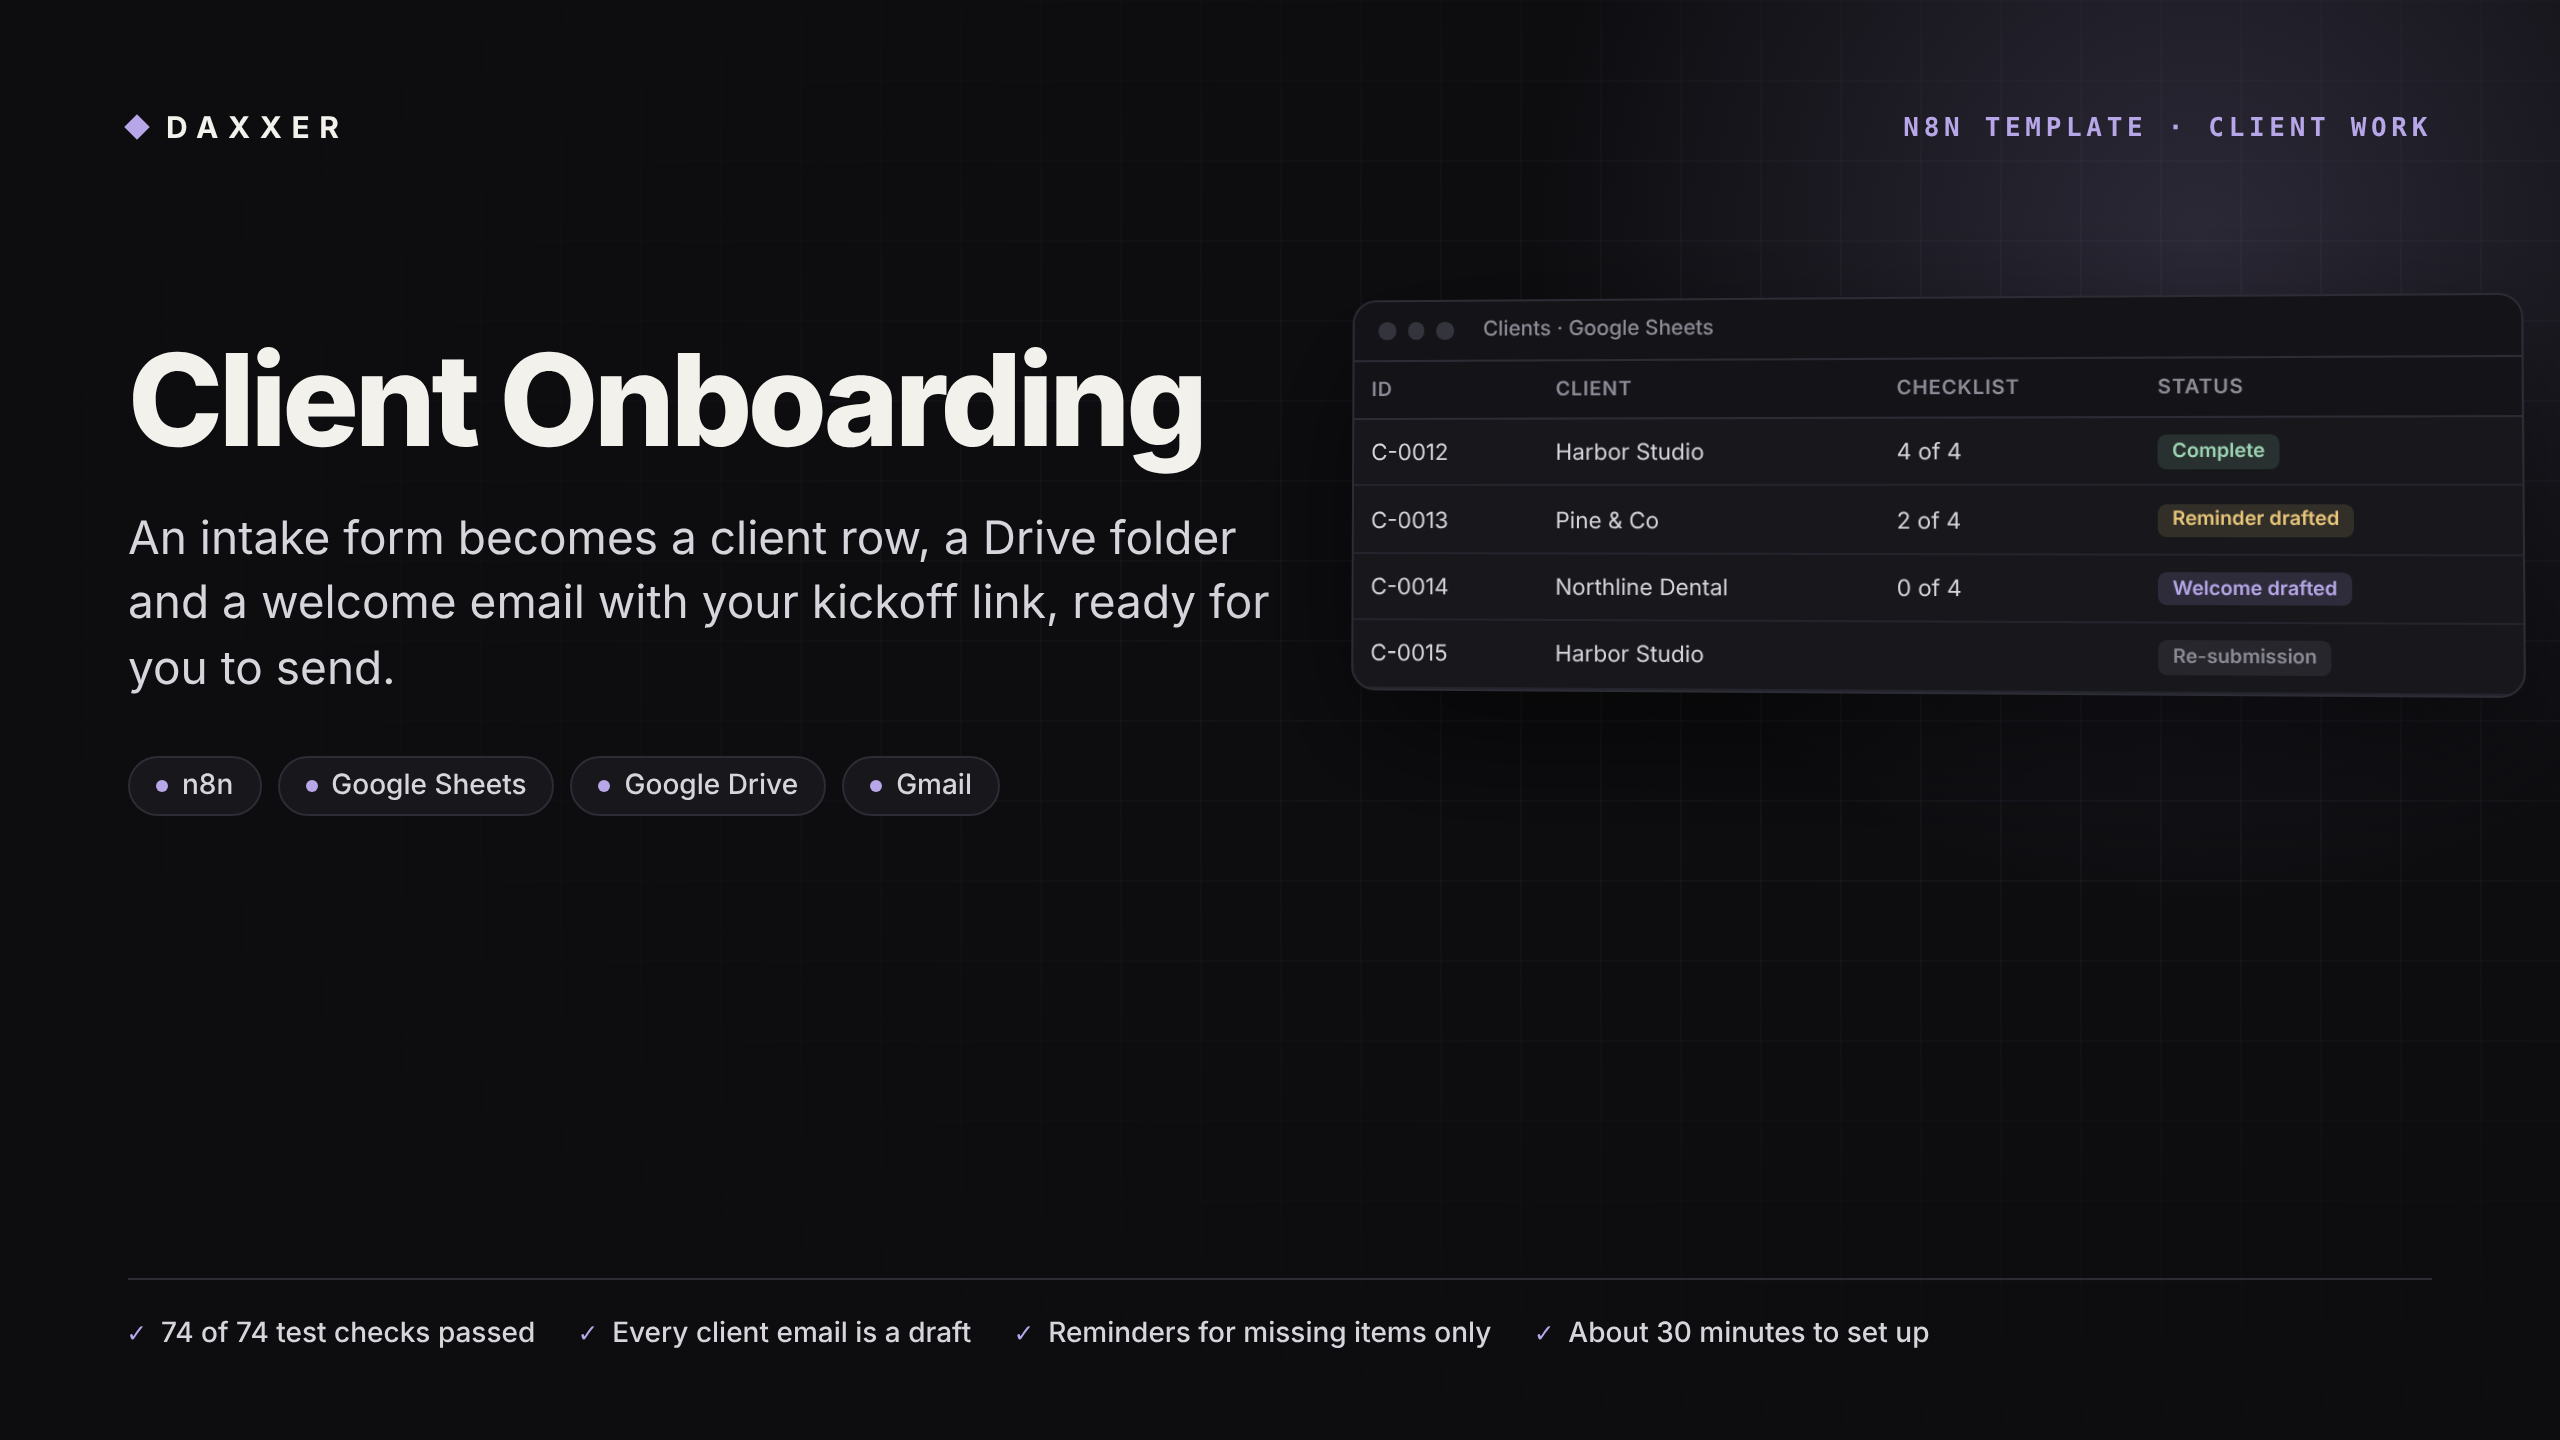 DAXXER
N8N TEMPLATE · CLIENT WORK
Client Onboarding
An intake form becomes a client row, a Drive folder
and a welcome email with your kickoff link, ready for
you to send.
n8n
Google Sheets
Google Drive
Gmail
Clients · Google Sheets
ID CLIENT CHECKLIST STATUS
C-0012 Harbor Studio 4 of 4 Complete
C-0013 Pine & Co 2 of 4 Reminder drafted
C-0014 Northline Dental 0 of 4 Welcome drafted
C-0015 Harbor Studio Re-submission
✓ 74 of 74 test checks passed
✓ Every client email is a draft
✓ Reminders for missing items only
✓ About 30 minutes to set up